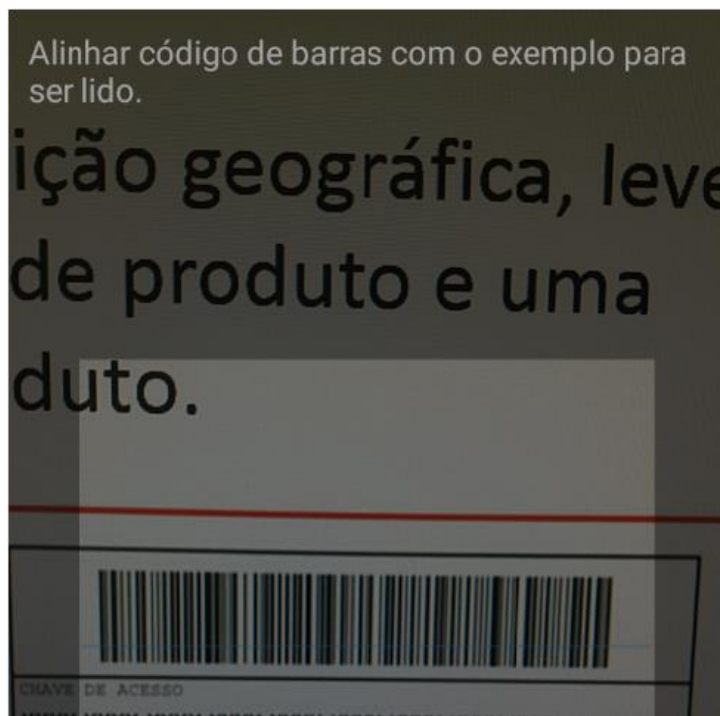 Alinhar código de barras com o exemplo para
ser lido.
ição geográfica, leve
de produto e uma
duto.
CHAVE DE ACESSO